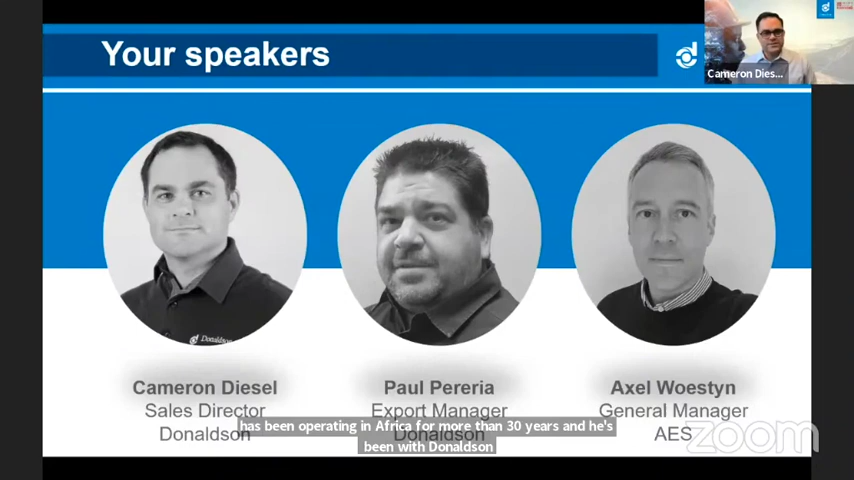 Your speakers
Cameron Dies...
Donaldson
Cameron Diesel
Sales Director
Donaldson
Paul Pereria
Export Manager
Donaldson
Axel Woestyn
General Manager
AES
has been operating in Africa for more than 30 years and he's
been with Donaldson
zoom